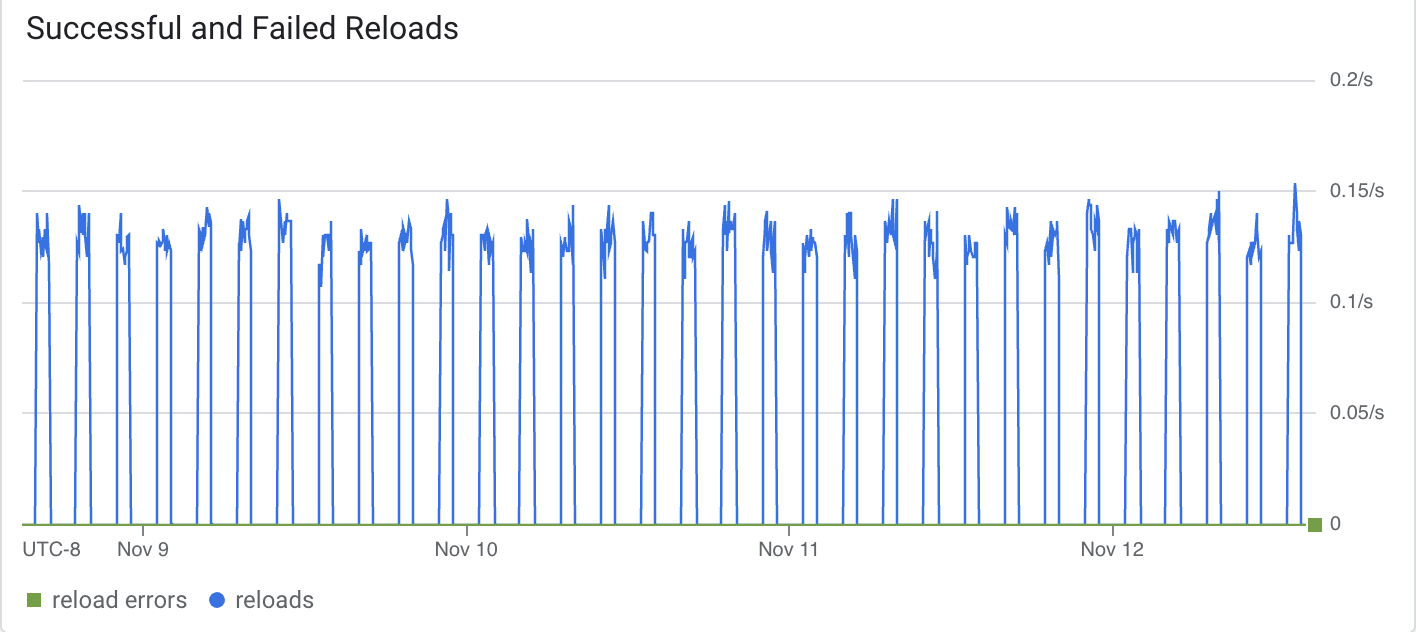 Successful and Failed Reloads
0.2/s
0.15/s
0.1/s
0.05/s
0
UTC-8 Nov 9 Nov 10 Nov 11 Nov 12
reload errors reloads